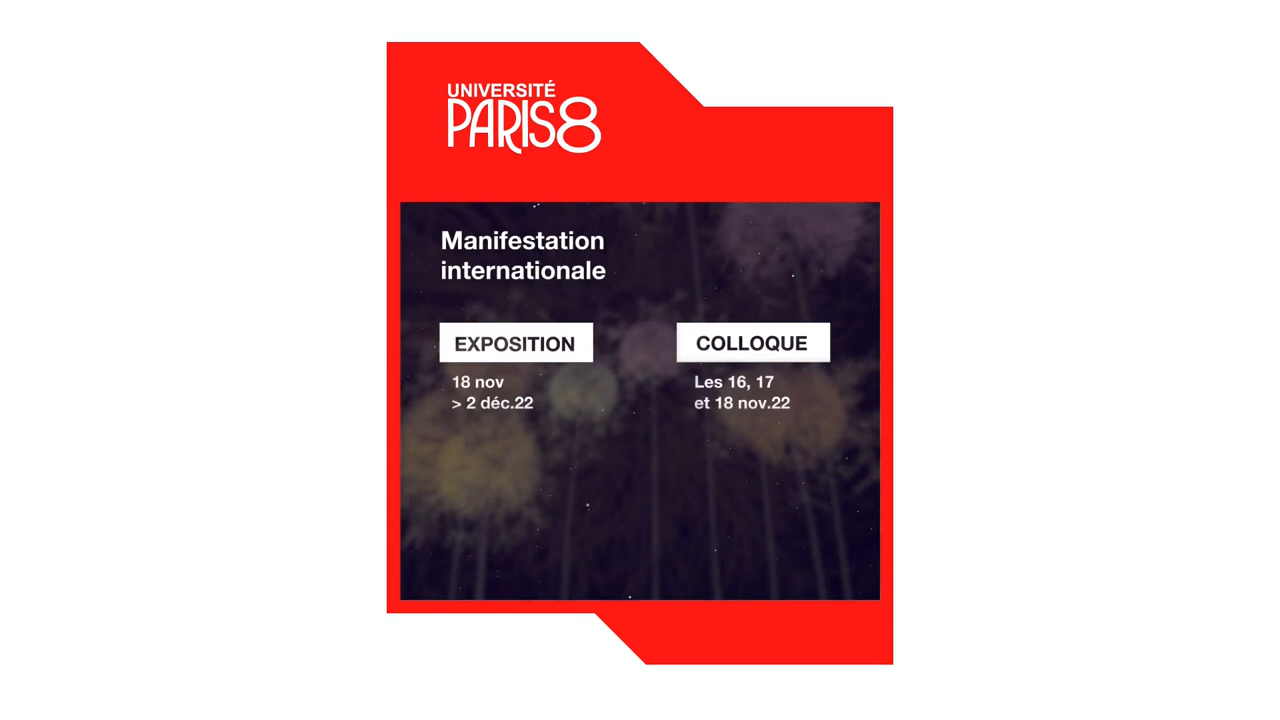 UNIVERSITÉ
PARIS8
Manifestation
internationale
EXPOSITION
18 nov
> 2 déc.22
COLLOQUE
Les 16, 17
et 18 nov.22